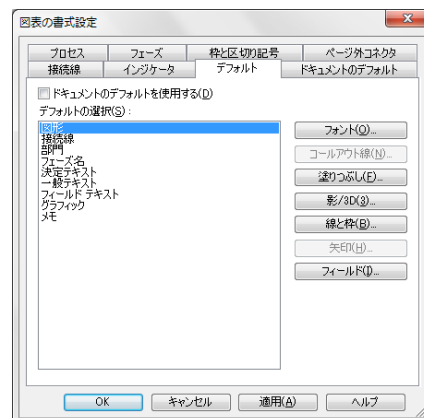 図表の書式設定
プロセス フェーズ 枠と区切り記号 ページ外コネクタ
接続線 インジケータ デフォルト ドキュメントのデフォルト
ドキュメントのデフォルトを使用する(D)
デフォルトの選択(S):
図形
接続線
部門
フェーズ名
決定テキスト
一般テキスト
フィールド テキスト
グラフィック
メモ
フォント(O)...
コールアウト線(N)...
塗りつぶし(F)...
影/3D(3)...
線と枠(B)...
矢印(H)...
フィールド(I)...
OK キャンセル 適用(A) ヘルプ